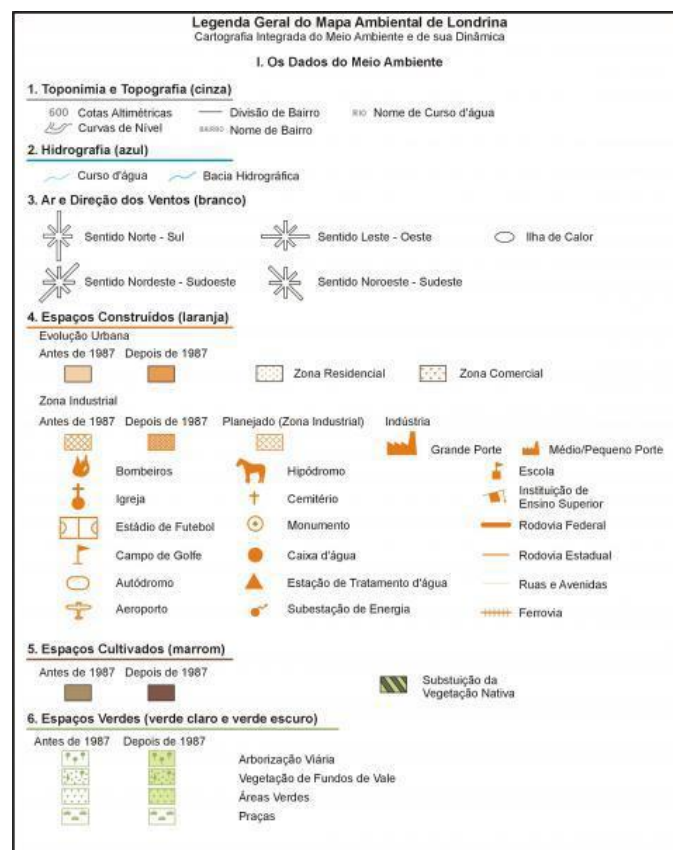 Legenda Geral do Mapa Ambiental de Londrina
Cartografia Integrada do Meio Ambiente e de sua Dinâmica
I. Os Dados do Meio Ambiente
1. Toponimia e Topografia (cinza)
600 Cotas Altimétricas Divisão de Bairro RIO Nome de Curso d'água
Curvas de Nível BAIRRO Nome de Bairro
2. Hidrografia (azul)
Curso d'água Bacia Hidrográfica
3. Ar e Direção dos Ventos (branco)
Sentido Norte - Sul Sentido Leste - Oeste Ilha de Calor
Sentido Nordeste - Sudoeste Sentido Noroeste - Sudeste
4. Espaços Construídos (laranja)
Evolução Urbana
Antes de 1987 Depois de 1987
Zona Residencial Zona Comercial
Zona Industrial
Antes de 1987 Depois de 1987 Planejado (Zona Industrial) Indústria
Grande Porte Médio/Pequeno Porte
Bombeiros Hipódromo Escola
Igreja Cemitério Instituição de
Ensino Superior
Estádio de Futebol Monumento Rodovia Federal
Campo de Golfe Caixa d'água Rodovia Estadual
Autódromo Estação de Tratamento d'água Ruas e Avenidas
Aeroporto Subestação de Energia Ferrovia
5. Espaços Cultivados (marrom)
Antes de 1987 Depois de 1987
Substuição da
Vegetação Nativa
6. Espaços Verdes (verde claro e verde escuro)
Antes de 1987 Depois de 1987
Arborização Viária
Vegetação de Fundos de Vale
Áreas Verdes
Praças